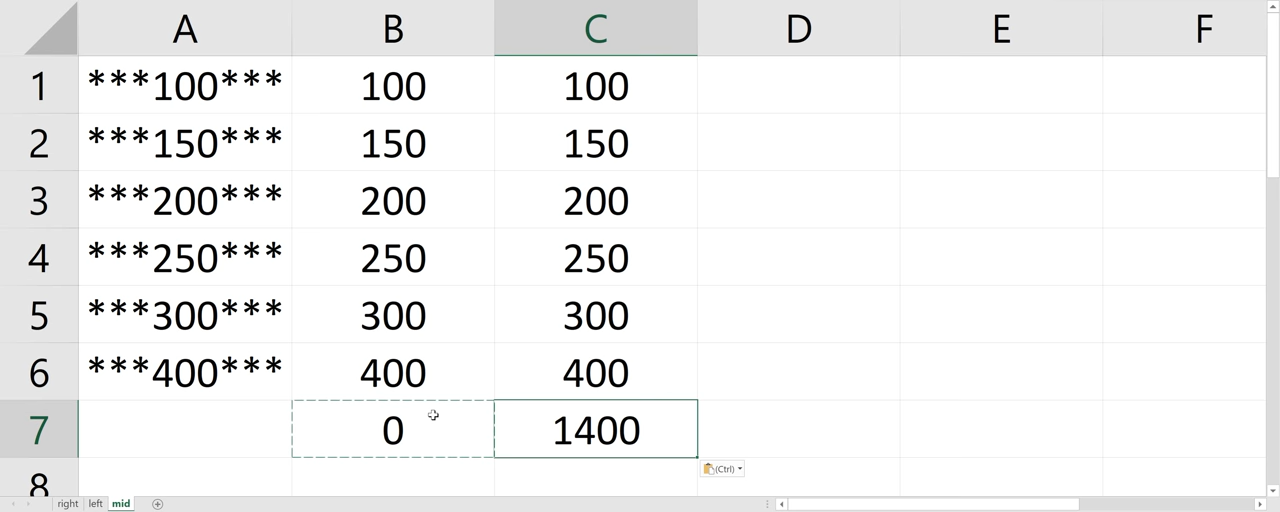 A B C D E F
1 ***100*** 100 100
2 ***150*** 150 150
3 ***200*** 200 200
4 ***250*** 250 250
5 ***300*** 300 300
6 ***400*** 400 400
7 0 1400
8
(Ctrl)
right left mid